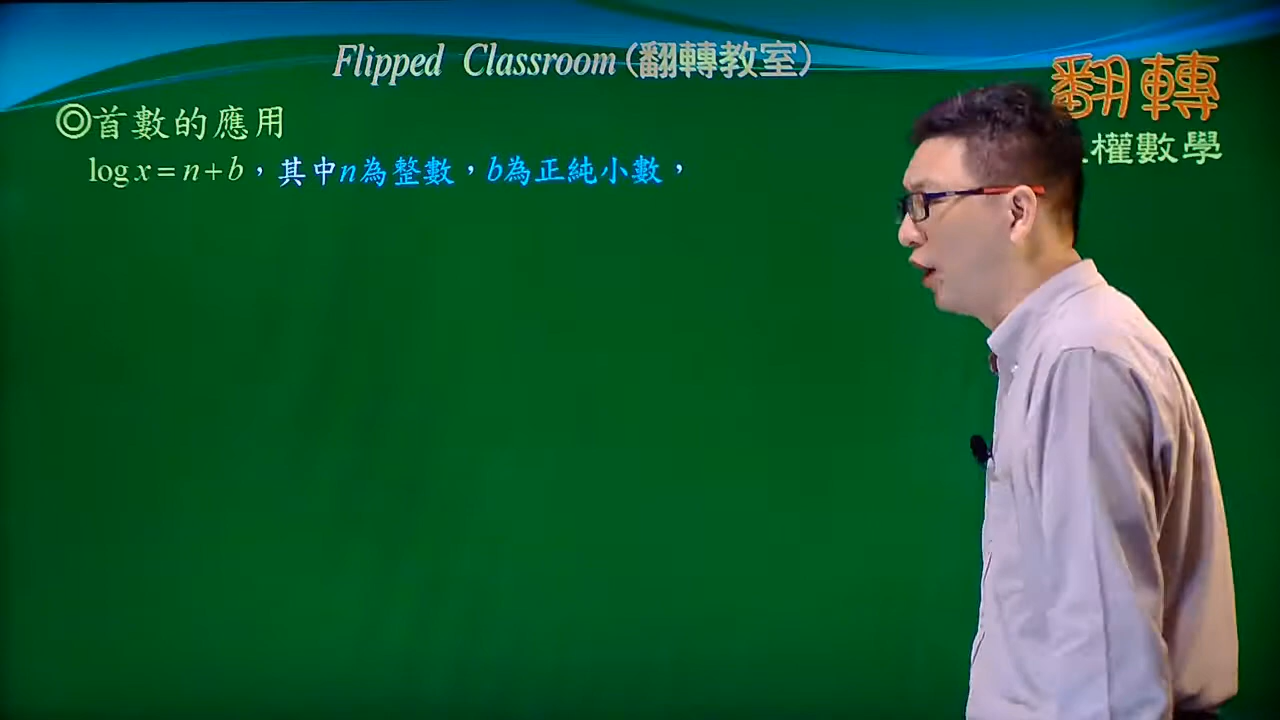 Flipped Classroom (翻轉教室)
翻轉
權數學
◎首數的應用
log x = n + b，其中n為整數，b為正純小數，